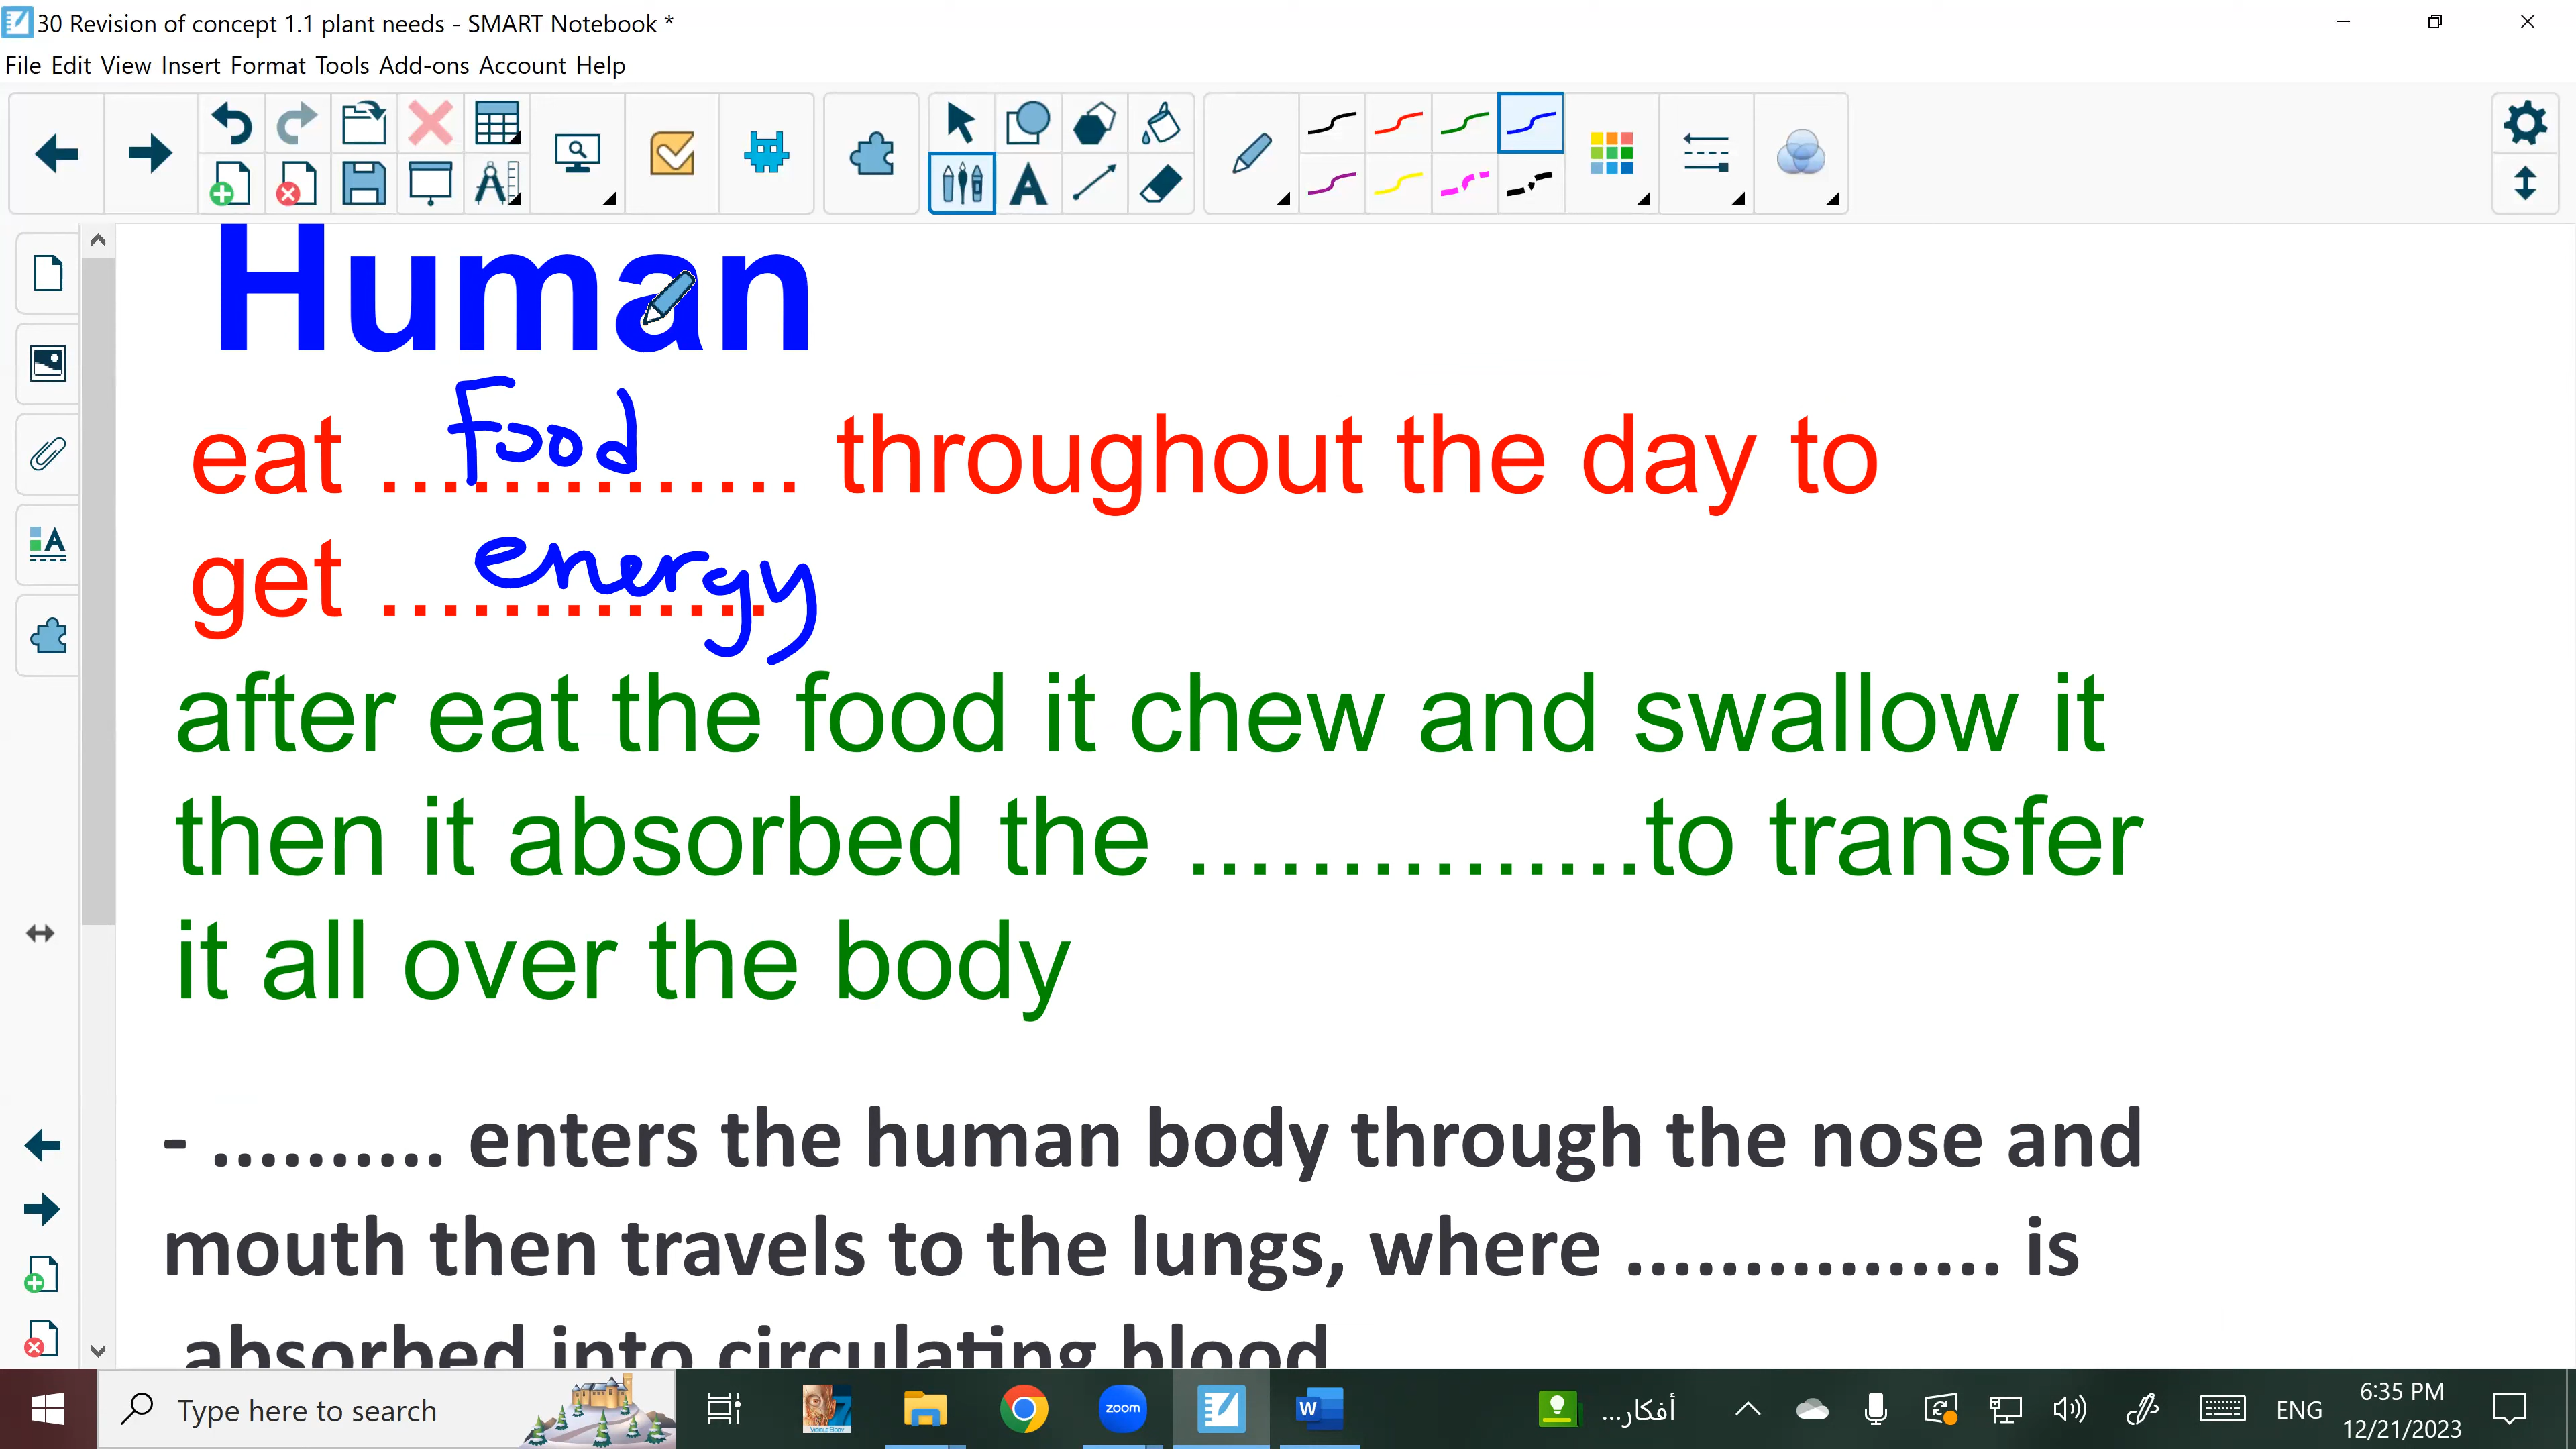 30 Revision of concept 1.1 plant needs - SMART Notebook *
File Edit View Insert Format Tools Add-ons Account Help
Human
eat .............. throughout the day to
Food
get .............
energy
after eat the food it chew and swallow it
then it absorbed the ...............to transfer
it all over the body
- .......... enters the human body through the nose and
mouth then travels to the lungs, where ................ is
absorbed into circulating blood
Type here to search
zoom
W
أفكار...
ENG
6:35 PM
12/21/2023